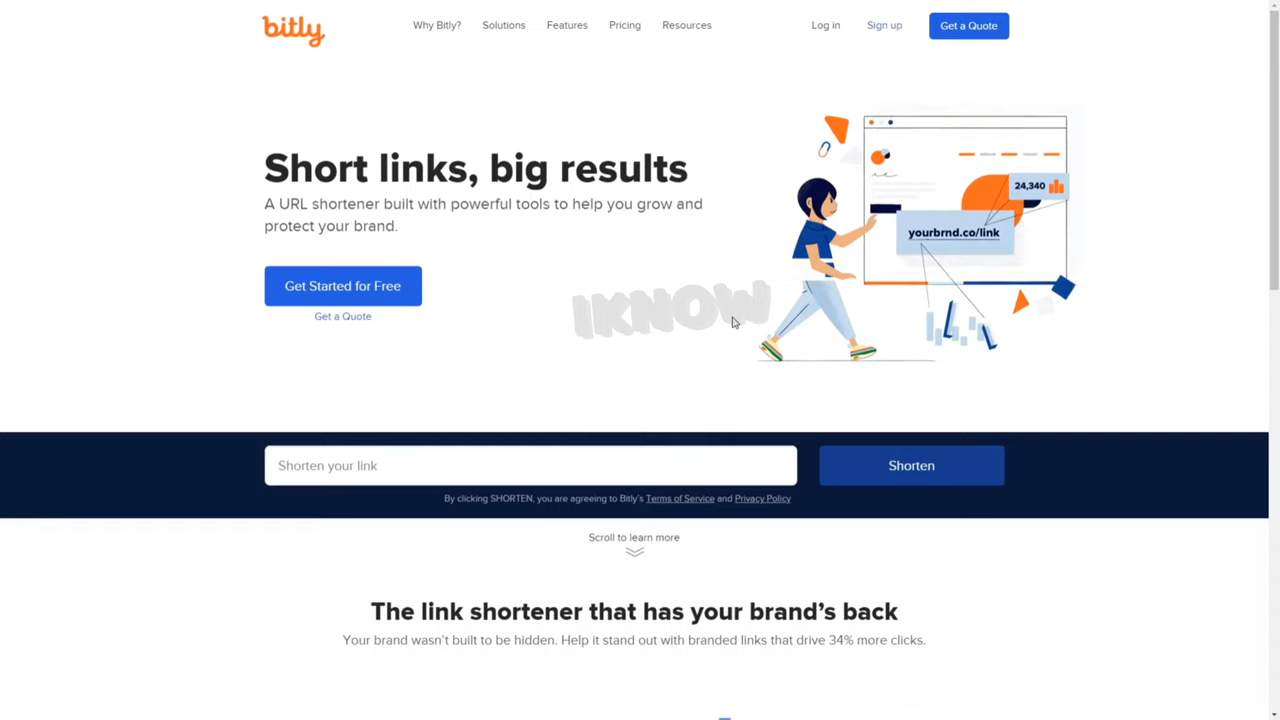 bitly
Why Bitly? Solutions Features Pricing Resources Log in Sign up Get a Quote
Short links, big results
A URL shortener built with powerful tools to help you grow and
protect your brand.
Get Started for Free
Get a Quote
24,340
yourbrnd.co/link
IKNOW
Shorten your link
Shorten
By clicking SHORTEN, you are agreeing to Bitly's Terms of Service and Privacy Policy
Scroll to learn more
The link shortener that has your brand's back
Your brand wasn't built to be hidden. Help it stand out with branded links that drive 34% more clicks.